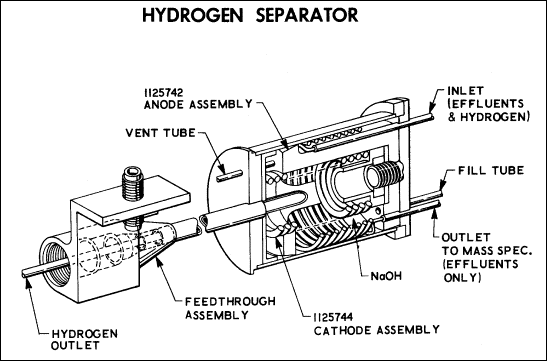 HYDROGEN SEPARATOR
1125742
ANODE ASSEMBLY
VENT TUBE
INLET
(EFFLUENTS
& HYDROGEN)
FILL TUBE
OUTLET
TO MASS SPEC.
(EFFLUENTS
ONLY)
NaOH
1125744
CATHODE ASSEMBLY
FEEDTHROUGH
ASSEMBLY
HYDROGEN
OUTLET